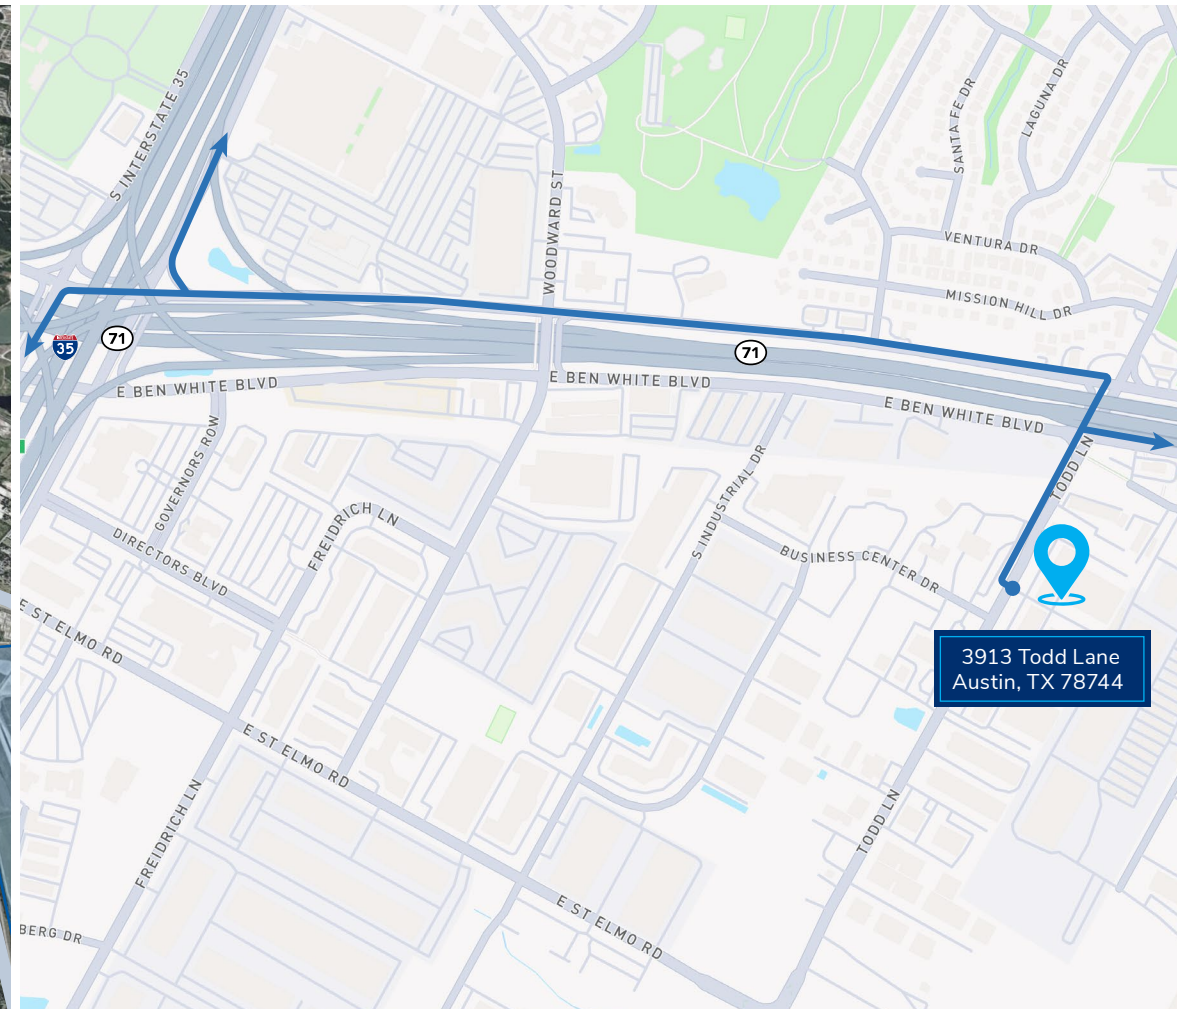 S INTERSTATE 35
WOODWARD ST
SANTA FE DR
LAGUNA DR
VENTURA DR
MISSION HILL DR
35
71
71
E BEN WHITE BLVD
E BEN WHITE BLVD
E BEN WHITE BLVD
GOVERNORS ROW
FREIDRICH LN
DIRECTORS BLVD
S INDUSTRIAL DR
BUSINESS CENTER DR
TODD LN
E ST ELMO RD
3913 Todd Lane
Austin, TX 78744
E ST ELMO RD
FREIDRICH LN
TODD LN
E ST ELMO RD
BERG DR